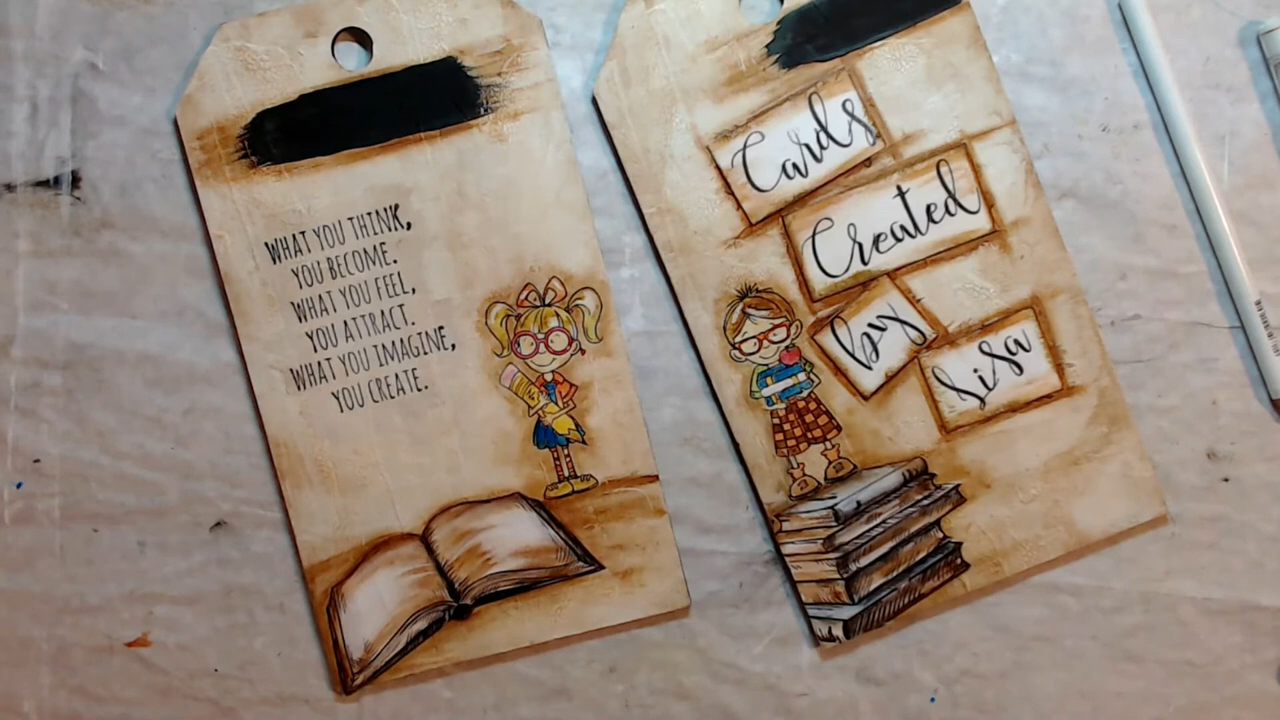 WHAT YOU THINK,
YOU BECOME.
WHAT YOU FEEL,
YOU ATTRACT.
WHAT YOU IMAGINE,
YOU CREATE.
Cards
Created
by
Lisa